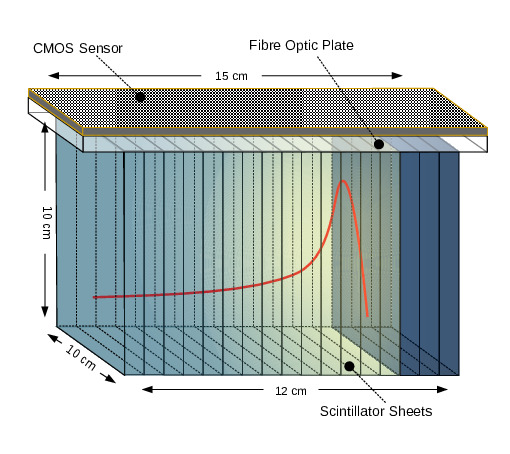 CMOS Sensor
Fibre Optic Plate
15 cm
10 cm
10 cm
12 cm
Scintillator Sheets